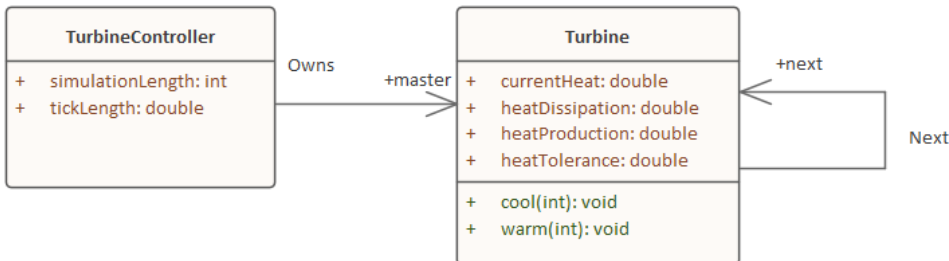 TurbineController
+ simulationLength: int
+ tickLength: double
Owns
+master
Turbine
+ currentHeat: double
+ heatDissipation: double
+ heatProduction: double
+ heatTolerance: double
+ cool(int): void
+ warm(int): void
+next
Next